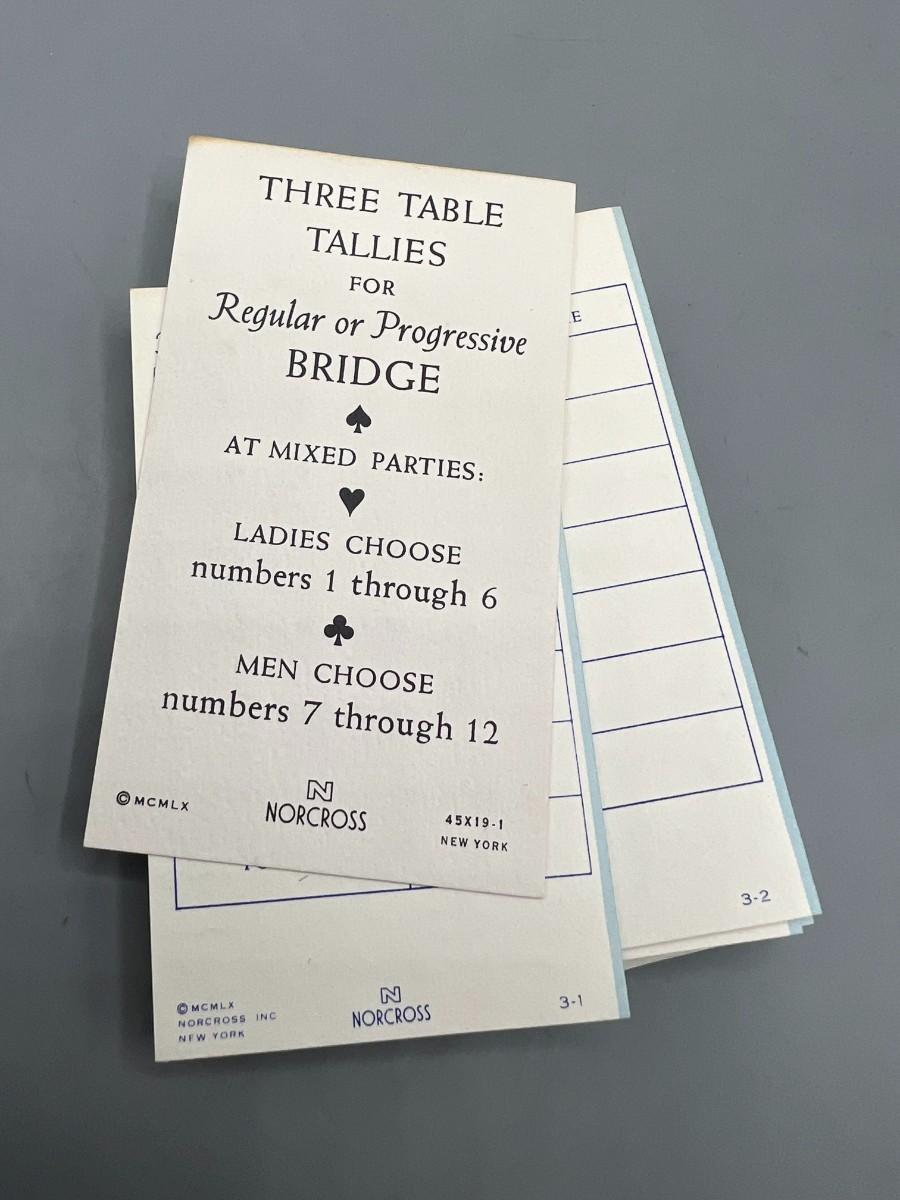 THREE TABLE
TALLIES
FOR
Regular or Progressive
BRIDGE
AT MIXED PARTIES:
LADIES CHOOSE
numbers 1 through 6
MEN CHOOSE
numbers 7 through 12
© MCMLX
N
NORCROSS
45X19-1
NEW YORK
E
3-2
© MCMLX
NORCROSS INC
NEW YORK
N
NORCROSS
3-1